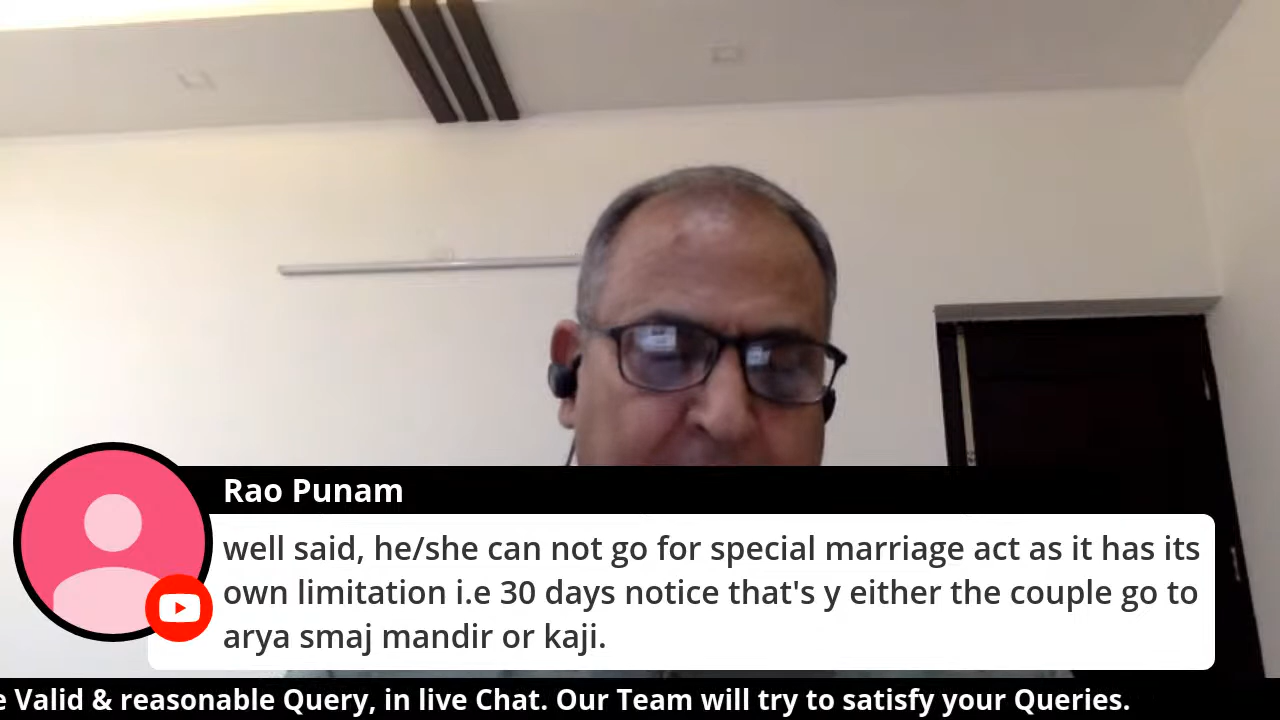 Rao Punam
well said, he/she can not go for special marriage act as it has its
own limitation i.e 30 days notice that's y either the couple go to
arya smaj mandir or kaji.
e Valid & reasonable Query, in live Chat. Our Team will try to satisfy your Queries.